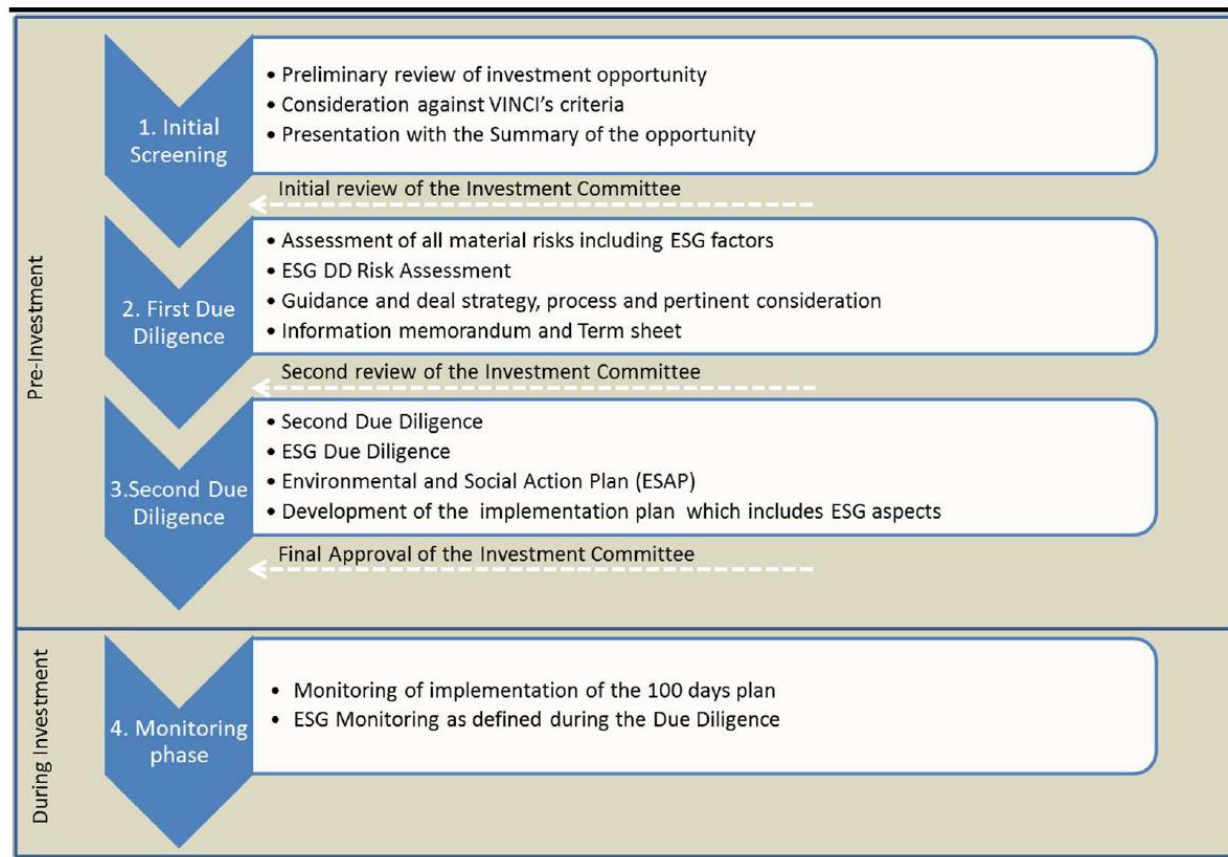 Pre-Investment
1. Initial
Screening
• Preliminary review of investment opportunity
• Consideration against VINCI's criteria
• Presentation with the Summary of the opportunity
Initial review of the Investment Committee
2. First Due
Diligence
• Assessment of all material risks including ESG factors
• ESG DD Risk Assessment
• Guidance and deal strategy, process and pertinent consideration
• Information memorandum and Term sheet
Second review of the Investment Committee
3.Second Due
Diligence
• Second Due Diligence
• ESG Due Diligence
• Environmental and Social Action Plan (ESAP)
• Development of the implementation plan which includes ESG aspects
Final Approval of the Investment Committee
During Investment
4. Monitoring
phase
• Monitoring of implementation of the 100 days plan
• ESG Monitoring as defined during the Due Diligence